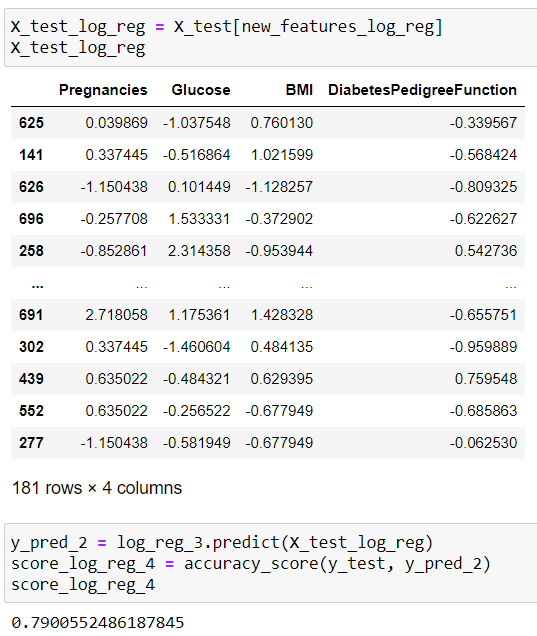 X_test_log_reg = X_test[new_features_log_reg]
X_test_log_reg
Pregnancies Glucose BMI DiabetesPedigreeFunction
625 0.039869 -1.037548 0.760130 -0.339567
141 0.337445 -0.516864 1.021599 -0.568424
626 -1.150438 0.101449 -1.128257 -0.809325
696 -0.257708 1.533331 -0.372902 -0.622627
258 -0.852861 2.314358 -0.953944 0.542736
... ... ... ... ...
691 2.718058 1.175361 1.428328 -0.655751
302 0.337445 -1.460604 0.484135 -0.959889
439 0.635022 -0.484321 0.629395 0.759548
552 0.635022 -0.256522 -0.677949 -0.685863
277 -1.150438 -0.581949 -0.677949 -0.062530
181 rows × 4 columns
y_pred_2 = log_reg_3.predict(X_test_log_reg)
score_log_reg_4 = accuracy_score(y_test, y_pred_2)
score_log_reg_4
0.7900552486187845